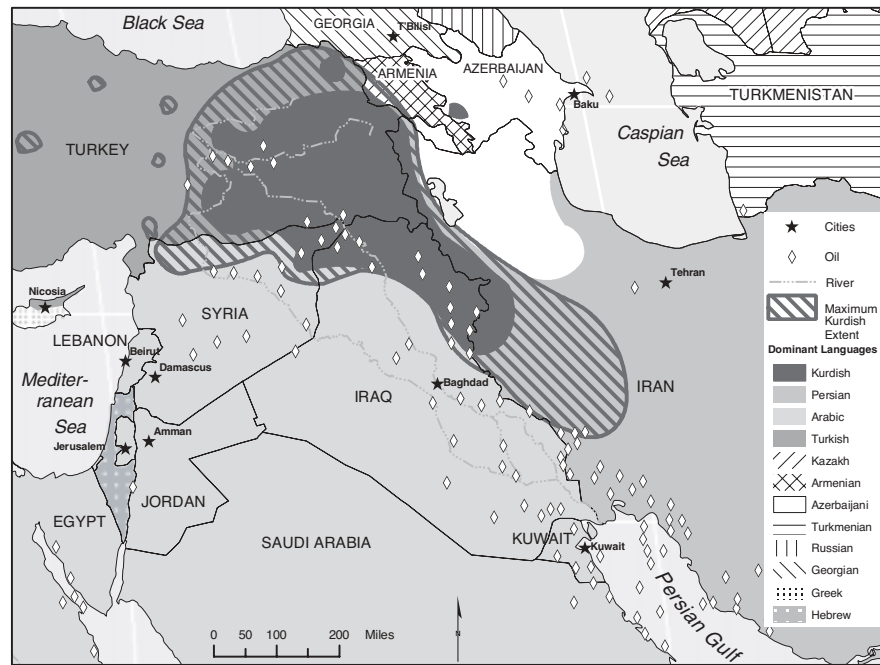 Black Sea
GEORGIA
T'Bilisi
ARMENIA
AZERBAIJAN
Baku
TURKMENISTAN
Caspian
Sea
TURKEY
Nicosia
SYRIA
LEBANON
Beirut
Damascus
Mediter-
ranean
Sea
Jerusalem
Amman
JORDAN
EGYPT
IRAQ
Baghdad
IRAN
Tehran
SAUDI ARABIA
KUWAIT
Kuwait
Persian Gulf
0 50 100 200 Miles
N
Cities
Oil
River
Maximum
Kurdish
Extent
Dominant Languages
Kurdish
Persian
Arabic
Turkish
Kazakh
Armenian
Azerbaijani
Turkmenian
Russian
Georgian
Greek
Hebrew